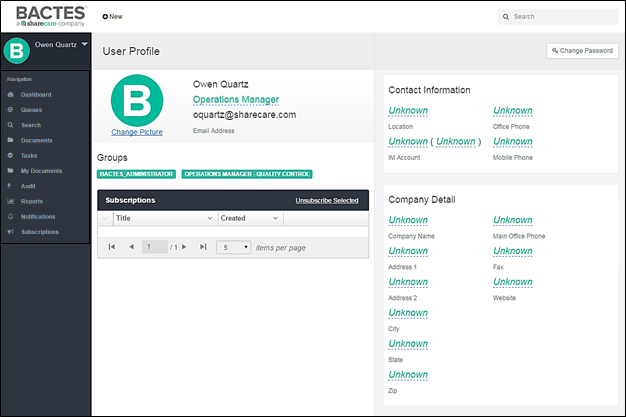 BACTES
a sharecare company
New
Search
B
Owen Quartz
User Profile
Change Password
Navigation
Dashboard
Queues
Search
Documents
Tasks
My Documents
Audit
Reports
Notifications
Subscriptions
B
Change Picture
Owen Quartz
Operations Manager
oquartz@sharecare.com
Email Address
Groups
BACTES_ADMINISTRATOR
OPERATIONS MANAGER - QUALITY CONTROL
Subscriptions
Unsubscribe Selected
Title
Created
1 / 1
5
items per page
Contact Information
Unknown Unknown
Location Office Phone
Unknown ( Unknown ) Unknown
IM Account Mobile Phone
Company Detail
Unknown Unknown
Company Name Main Office Phone
Unknown Unknown
Address 1 Fax
Unknown Unknown
Address 2 Website
Unknown
City
Unknown
State
Unknown
Zip